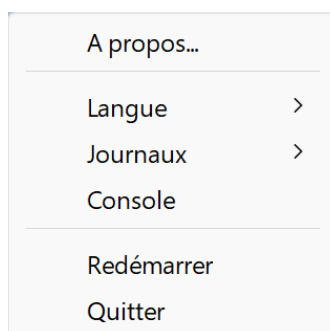 A propos...
Langue
Journaux
Console
Redémarrer
Quitter